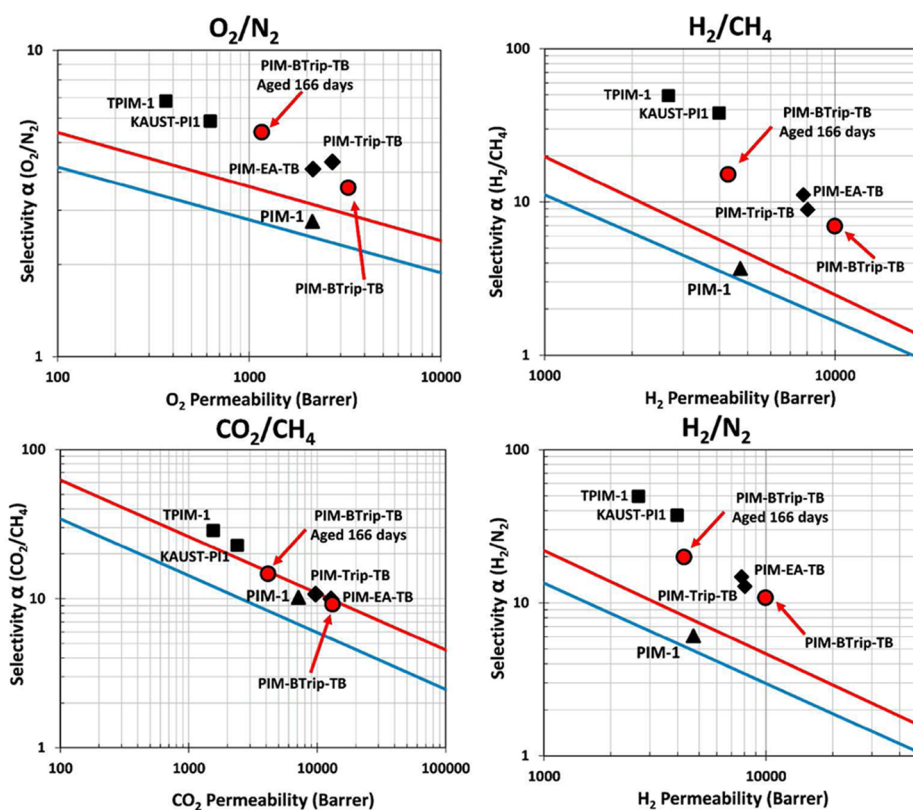 O₂/N₂
Selectivity α (O₂/N₂)
10
1
TPIM-1
KAUST-PI1
PIM-BTrip-TB
Aged 166 days
PIM-Trip-TB
PIM-EA-TB
PIM-1
PIM-BTrip-TB
100
1000
10000
O₂ Permeability (Barrer)
H₂/CH₄
Selectivity α (H₂/CH₄)
100
10
1
TPIM-1
KAUST-PI1
PIM-BTrip-TB
Aged 166 days
PIM-EA-TB
PIM-Trip-TB
PIM-BTrip-TB
PIM-1
1000
10000
H₂ Permeability (Barrer)
CO₂/CH₄
Selectivity α (CO₂/CH₄)
100
10
1
TPIM-1
KAUST-PI1
PIM-BTrip-TB
Aged 166 days
PIM-Trip-TB
PIM-1
PIM-EA-TB
PIM-BTrip-TB
100
1000
10000
100000
CO₂ Permeability (Barrer)
H₂/N₂
Selectivity α (H₂/N₂)
100
10
1
TPIM-1
KAUST-PI1
PIM-BTrip-TB
Aged 166 days
PIM-EA-TB
PIM-Trip-TB
PIM-BTrip-TB
PIM-1
1000
10000
H₂ Permeability (Barrer)